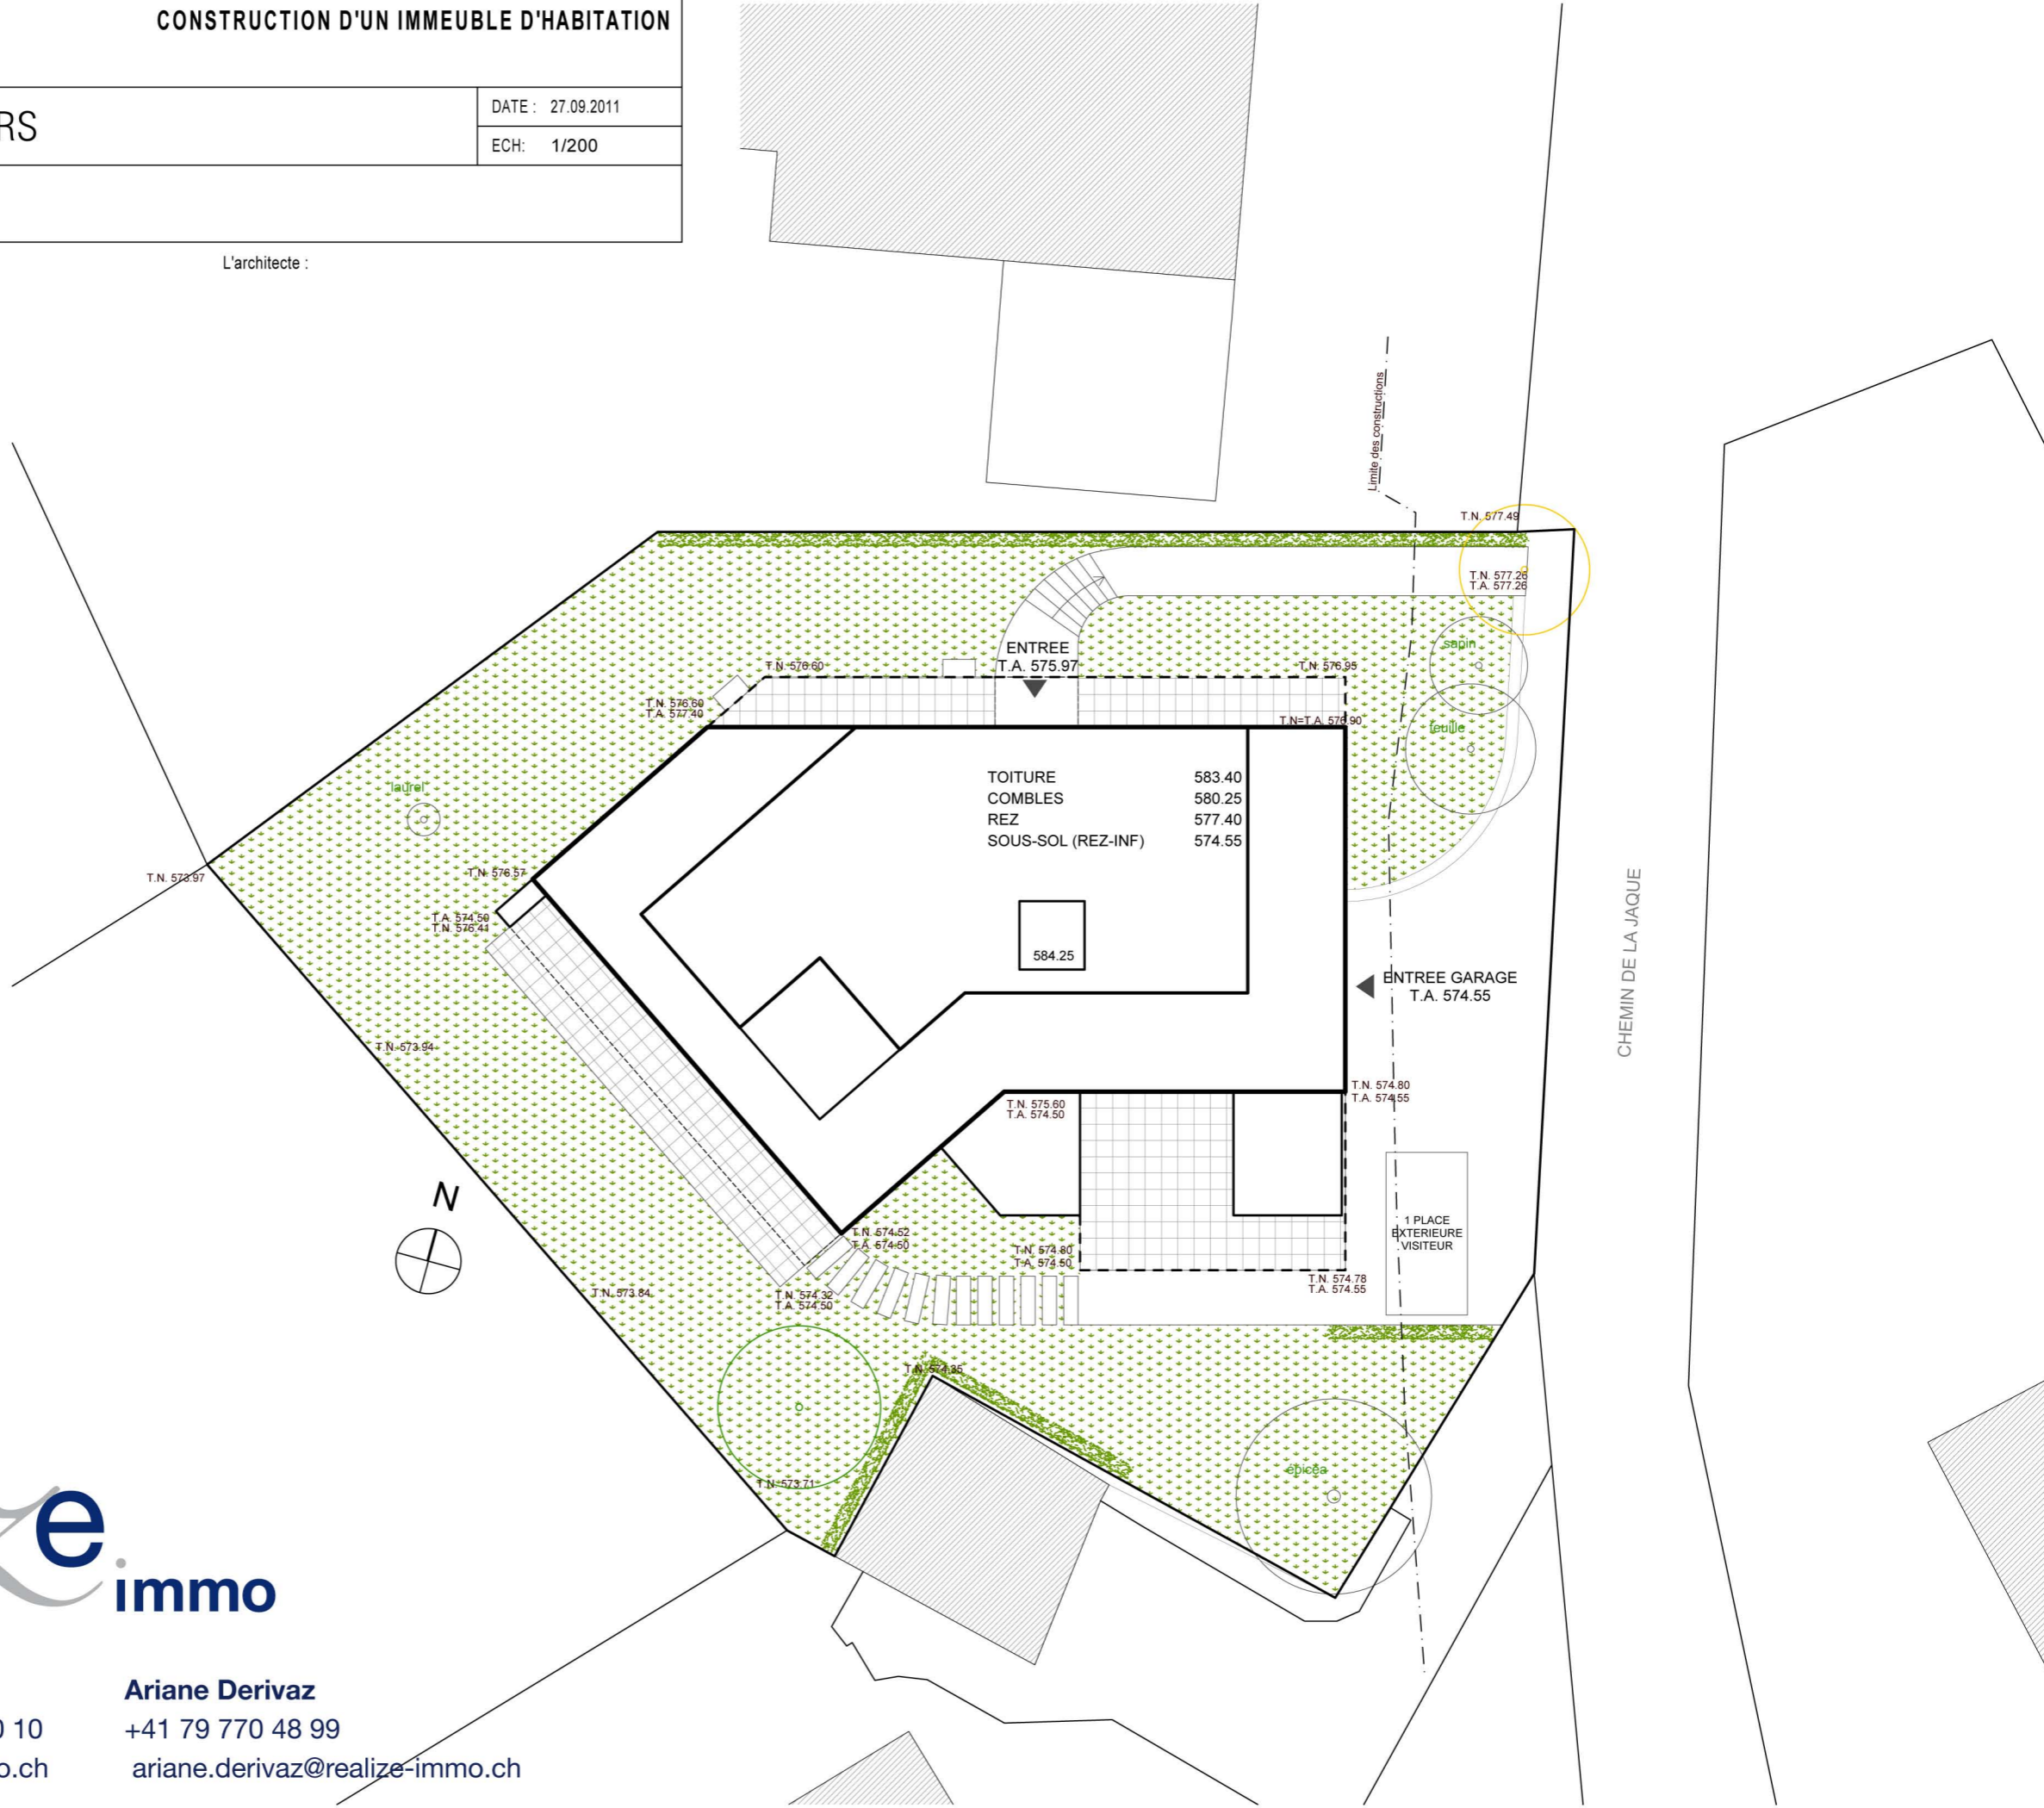 CONSTRUCTION D'UN IMMEUBLE D'HABITATION
RS
DATE : 27.09.2011
ECH: 1/200
L'architecte :
Limite des constructions
T.N. 577.49
T.N. 577.26
T.A. 577.26
sapin
ENTREE
T.A. 575.97
T.N. 576.60
T.N. 576.95
T.N. 576.60
T.A. 577.40
T.N=T.A. 576.90
feuille
laurel
TOITURE 583.40
COMBLES 580.25
REZ 577.40
SOUS-SOL (REZ-INF) 574.55
T.N. 573.97
T.N. 576.57
T.A. 574.50
T.N. 576.41
584.25
ENTREE GARAGE
T.A. 574.55
CHEMIN DE LA JAQUE
T.N. 573.94
T.N. 574.80
T.A. 574.55
T.N. 575.60
T.A. 574.50
N
1 PLACE
EXTERIEURE
VISITEUR
T.N. 574.52
T.A. 574.50
T.N. 574.80
T.A. 574.50
T.N. 574.78
T.A. 574.55
T.N. 573.84
T.N. 574.32
T.A. 574.50
T.N. 574.35
T.N. 573.71
épicéa
e
immo
Ariane Derivaz
0 10 +41 79 770 48 99
o.ch ariane.derivaz@realize-immo.ch